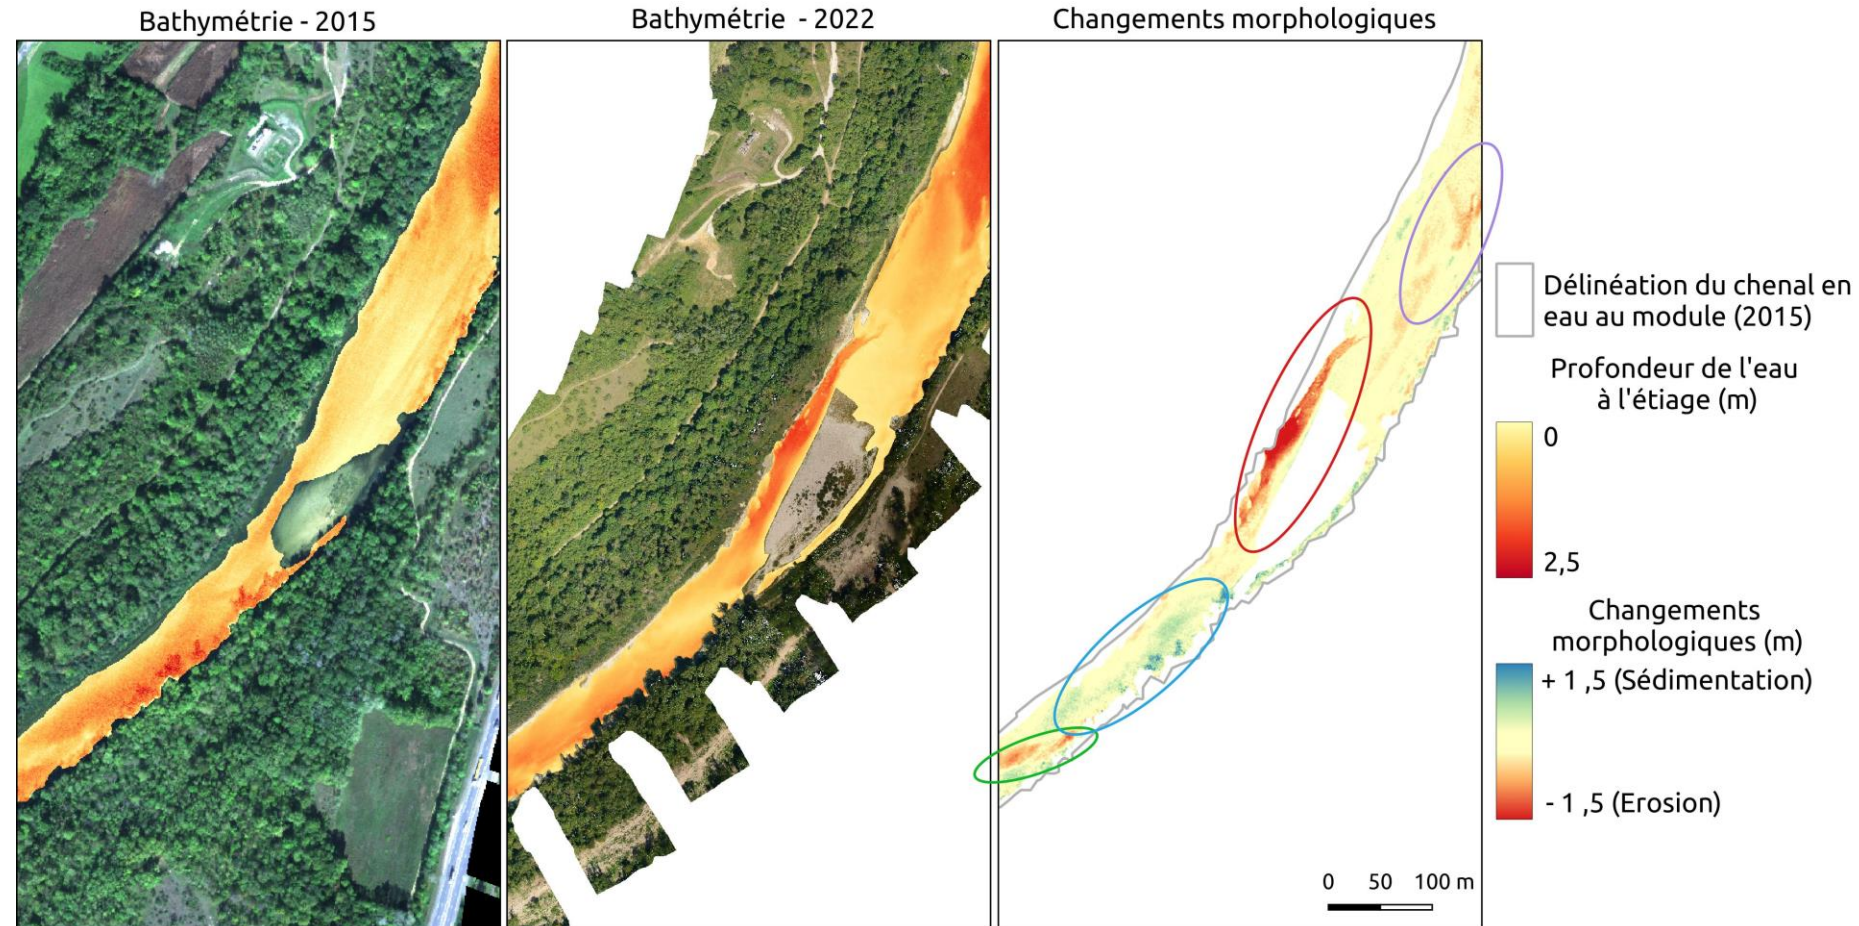 Bathymétrie - 2015
Bathymétrie - 2022
Changements morphologiques
Délinéation du chenal en
eau au module (2015)
Profondeur de l'eau
à l'étiage (m)
0
2,5
Changements
morphologiques (m)
+ 1 ,5 (Sédimentation)
- 1 ,5 (Erosion)
0 50 100 m